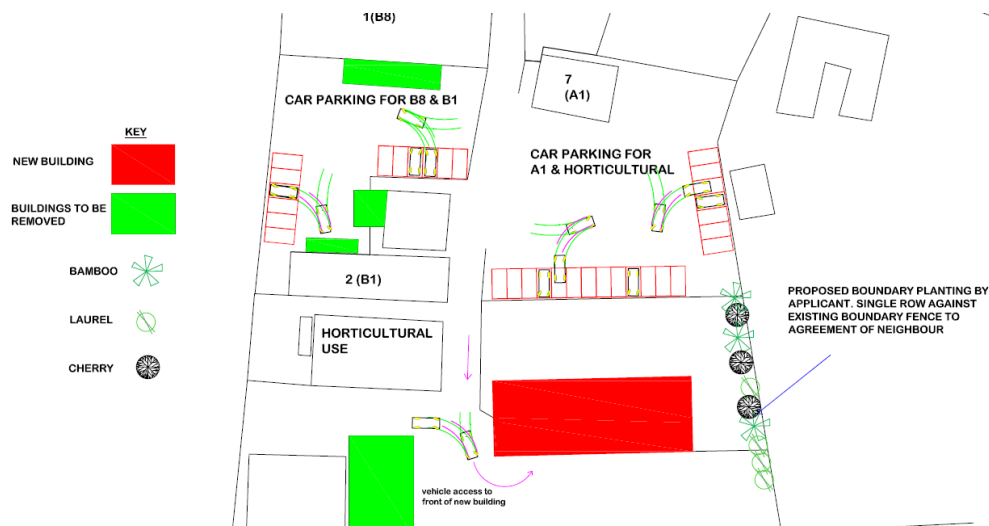 1(B8)
CAR PARKING FOR B8 & B1
7
(A1)
KEY
NEW BUILDING
BUILDINGS TO BE
REMOVED
BAMBOO
LAUREL
CHERRY
CAR PARKING FOR
A1 & HORTICULTURAL
2 (B1)
HORTICULTURAL
USE
PROPOSED BOUNDARY PLANTING BY
APPLICANT. SINGLE ROW AGAINST
EXISTING BOUNDARY FENCE TO
AGREEMENT OF NEIGHBOUR
vehicle access to
front of new building